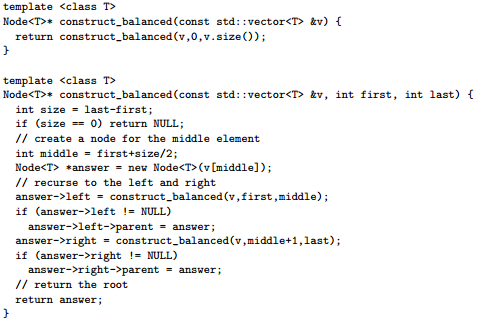 template <class T>
Node<T>* construct_balanced(const std::vector<T> &v) {
  return construct_balanced(v,0,v.size());
}

template <class T>
Node<T>* construct_balanced(const std::vector<T> &v, int first, int last) {
  int size = last-first;
  if (size == 0) return NULL;
  // create a node for the middle element
  int middle = first+size/2;
  Node<T> *answer = new Node<T>(v[middle]);
  // recurse to the left and right
  answer->left = construct_balanced(v,first,middle);
  if (answer->left != NULL)
    answer->left->parent = answer;
  answer->right = construct_balanced(v,middle+1,last);
  if (answer->right != NULL)
    answer->right->parent = answer;
  // return the root
  return answer;
}